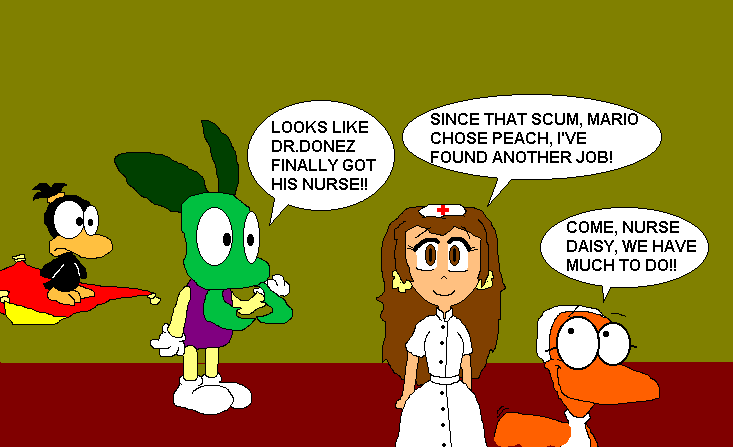 LOOKS LIKE
DR.DONEZ
FINALLY GOT
HIS NURSE!!
SINCE THAT SCUM, MARIO
CHOSE PEACH, I'VE
FOUND ANOTHER JOB!
COME, NURSE
DAISY, WE HAVE
MUCH TO DO!!